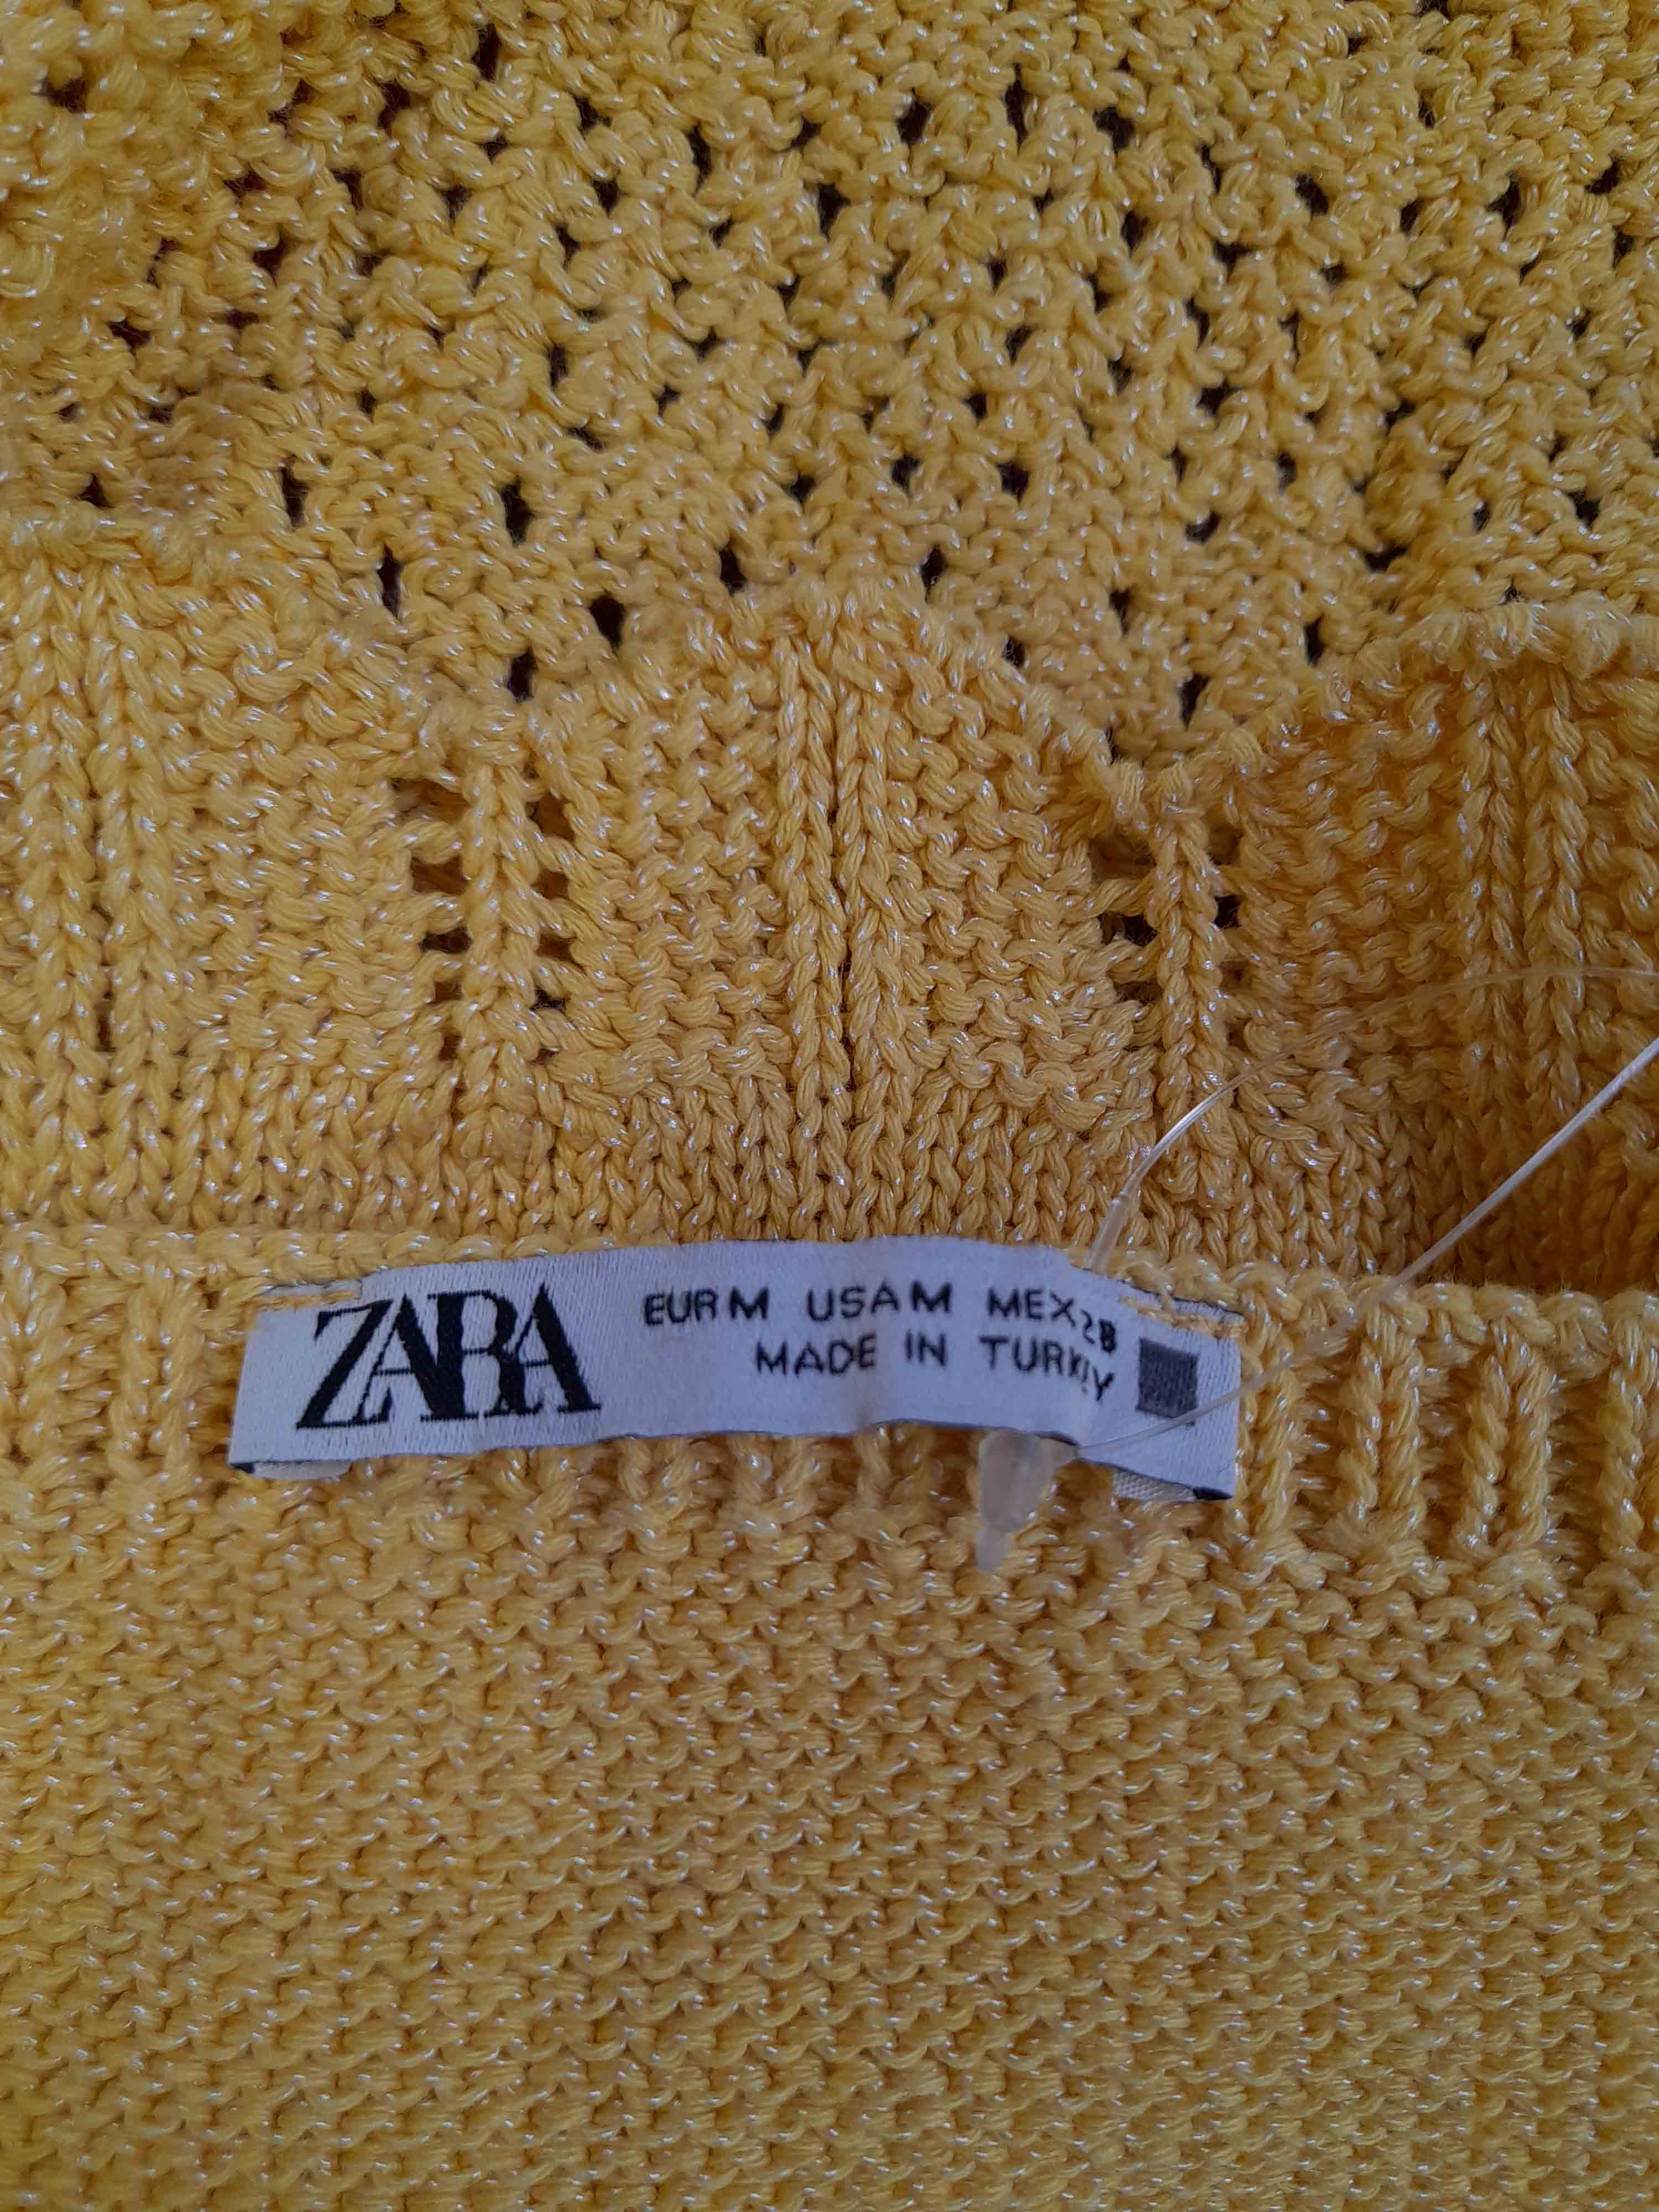 ZARA
EUR M USA M MEX 28
MADE IN TURKEY